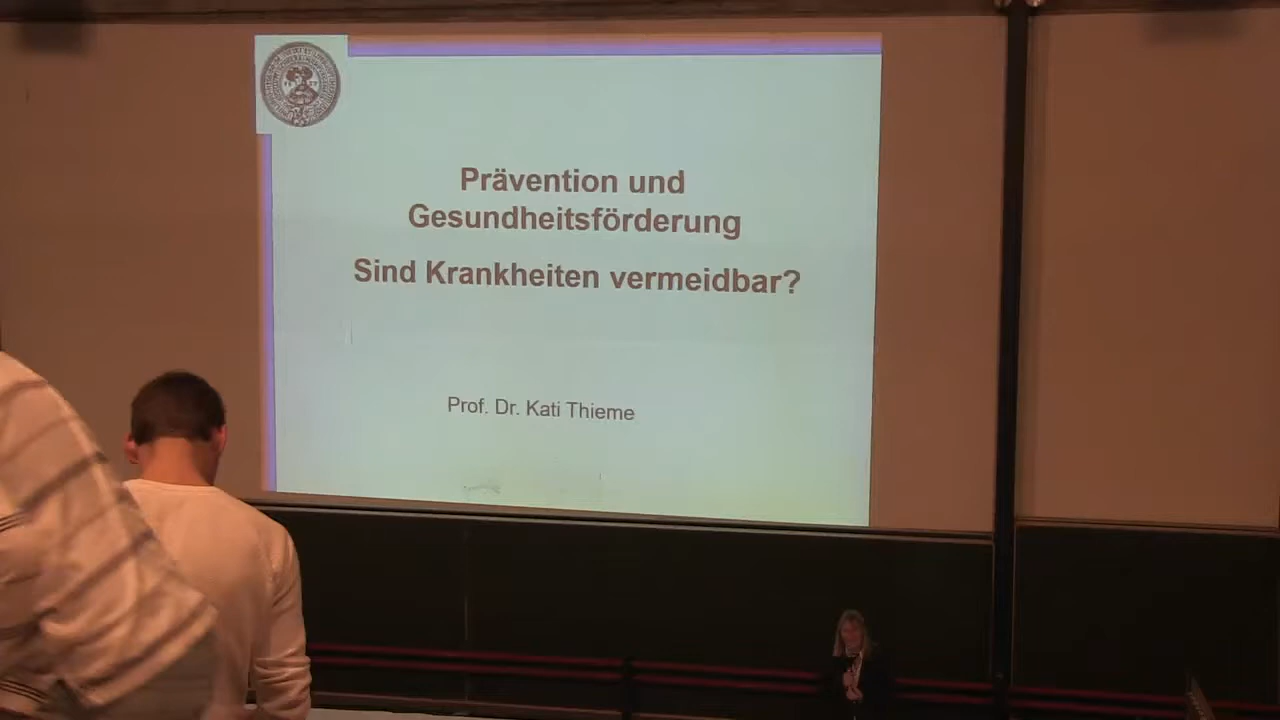 Prävention und
Gesundheitsförderung
Sind Krankheiten vermeidbar?
Prof. Dr. Kati Thieme